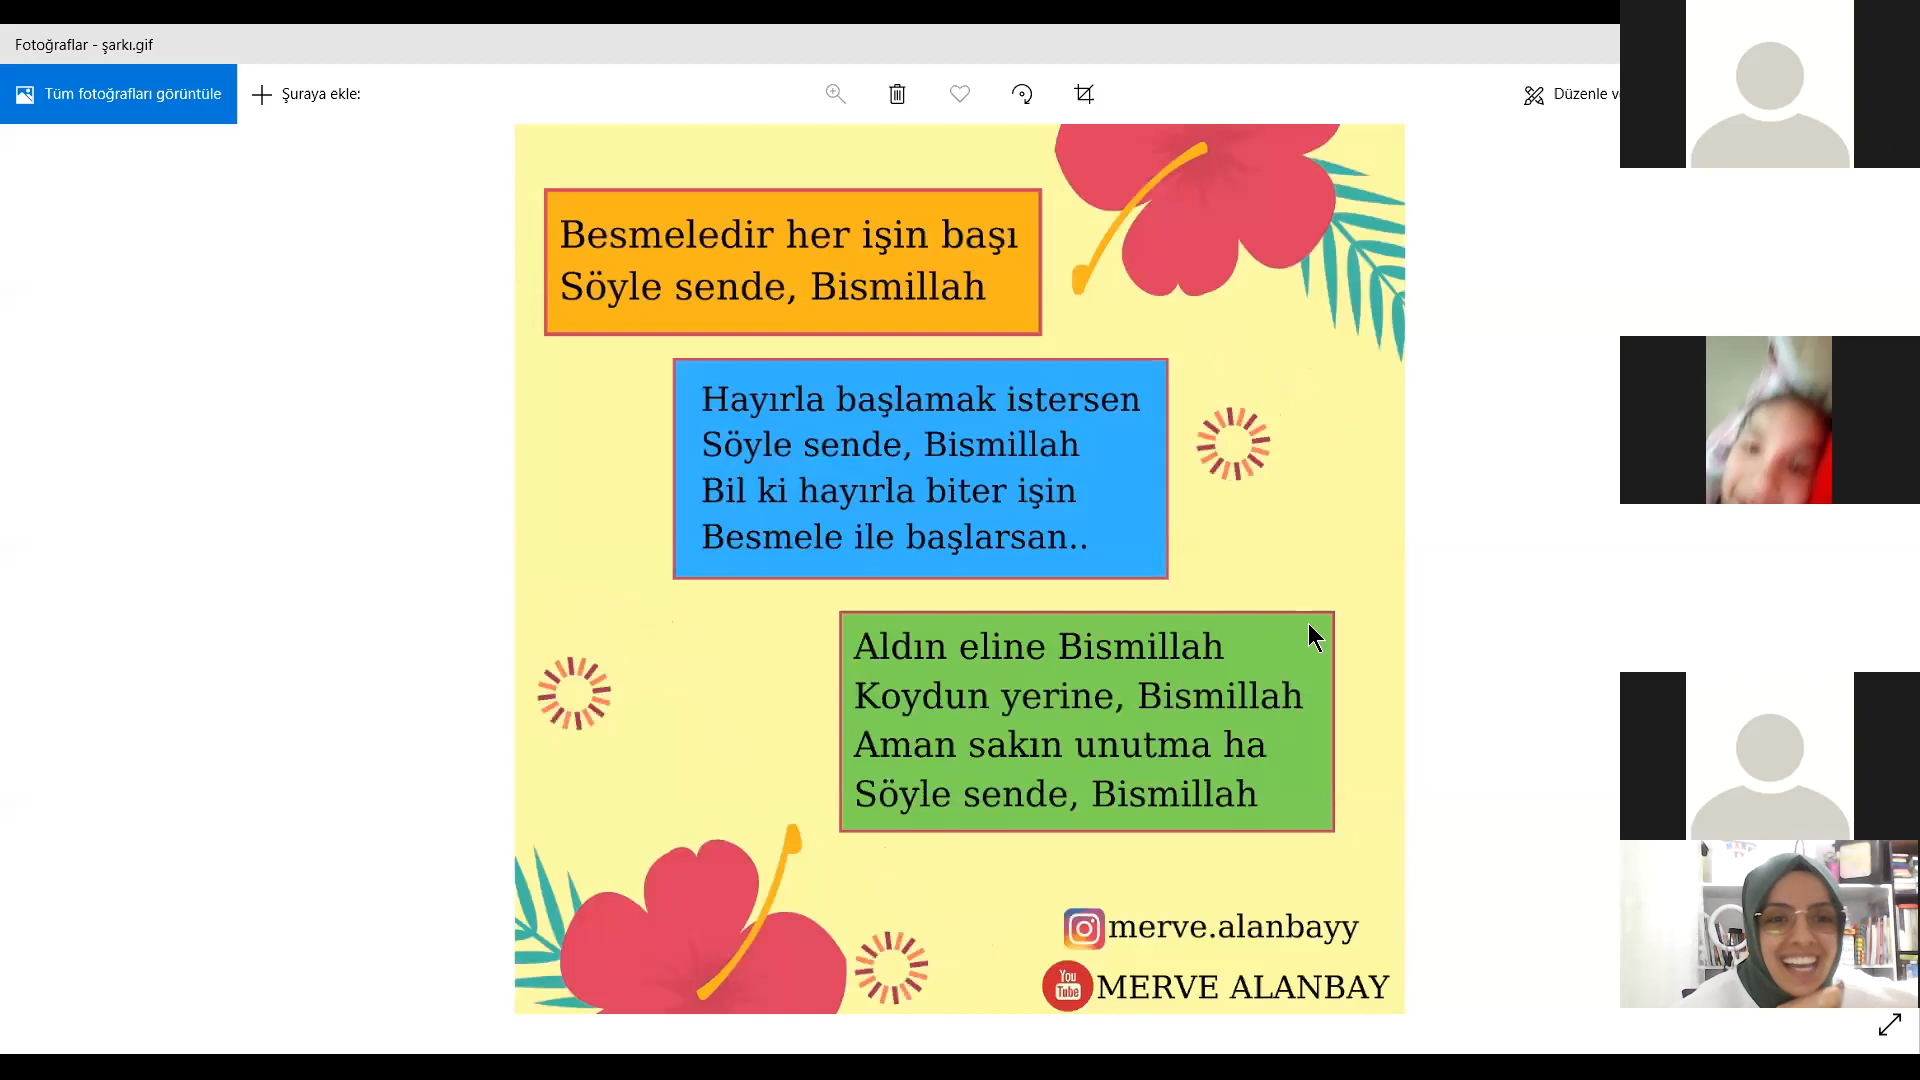 Fotoğraflar - şarkı.gif
Tüm fotoğrafları görüntüle
Şuraya ekle:
Düzenle
Besmeledir her işin başı
Söyle sende, Bismillah
Hayırla başlamak istersen
Söyle sende, Bismillah
Bil ki hayırla biter işin
Besmele ile başlarsan..
Aldın eline Bismillah
Koydun yerine, Bismillah
Aman sakın unutma ha
Söyle sende, Bismillah
merve.alanbayy
You
Tube
MERVE ALANBAY